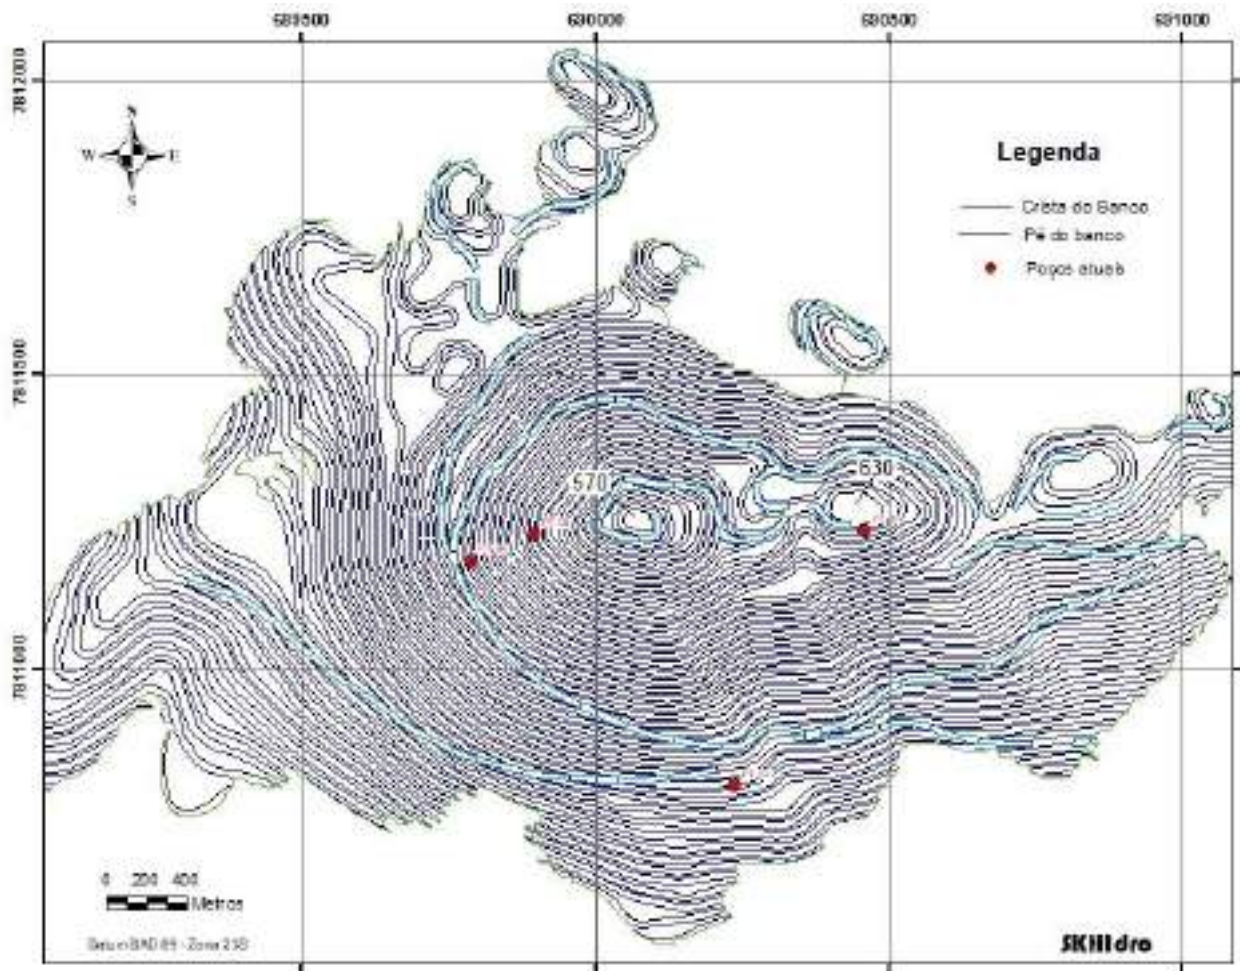 689500 690000 690500 691000
7812000
7811500
7811000
N
W E
S
Legenda
Crista do Banco
Pé do banco
Poços atuais
570
630
0 200 400
Metros
SKHIdro